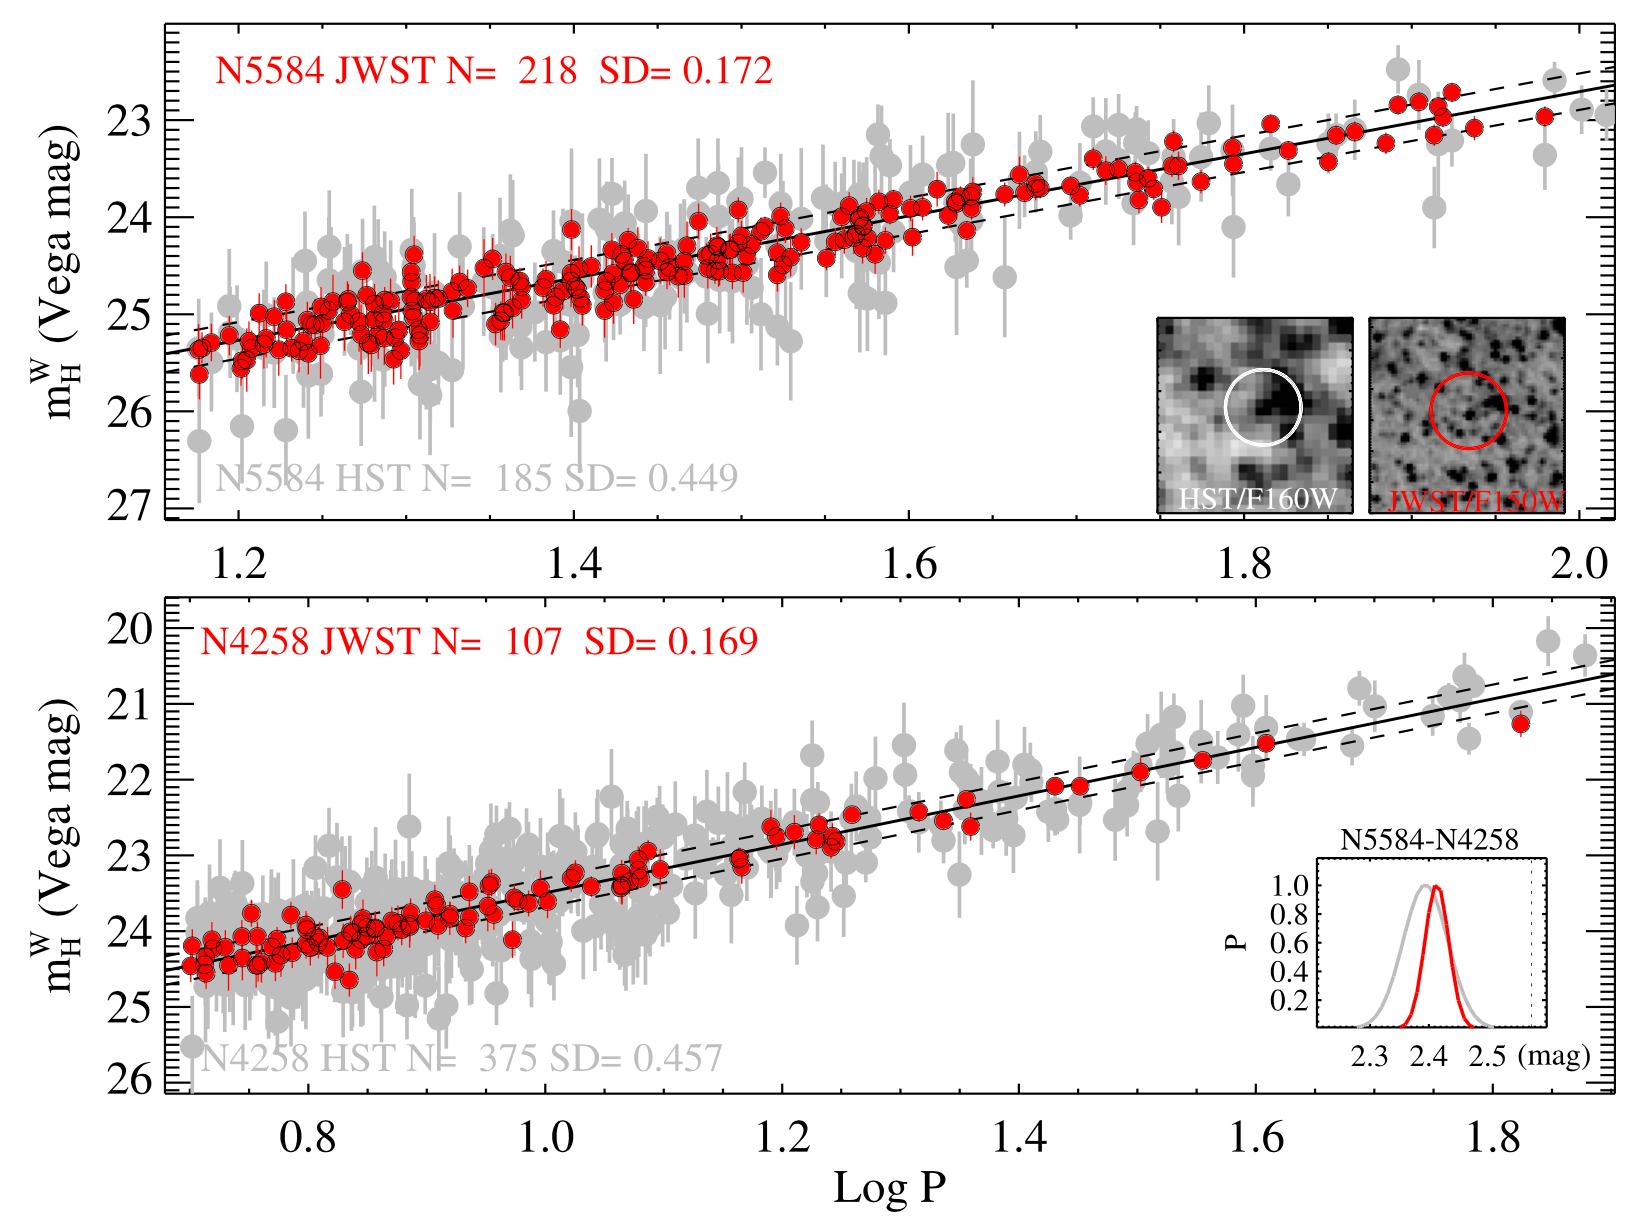 N5584 JWST N= 218 SD= 0.172
23
24
25
26
27
m_H^W (Vega mag)
N5584 HST N= 185 SD= 0.449
HST/F160W
JWST/F150W
1.2 1.4 1.6 1.8 2.0
N4258 JWST N= 107 SD= 0.169
20
21
22
23
24
25
26
m_H^W (Vega mag)
N5584-N4258
1.0
0.8
0.6
0.4
0.2
P
2.3 2.4 2.5 (mag)
N4258 HST N= 375 SD= 0.457
0.8 1.0 1.2 1.4 1.6 1.8
Log P